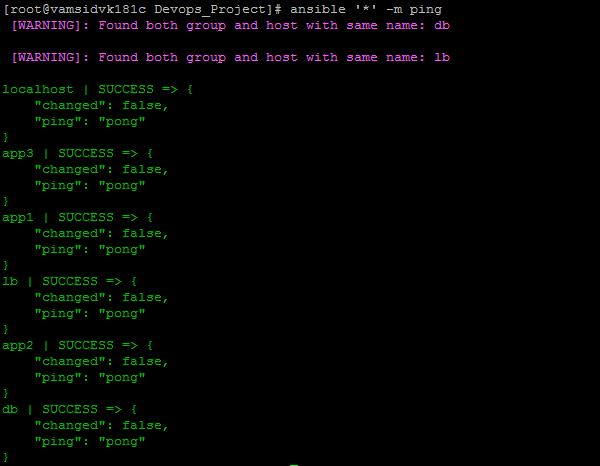 [root@vamsidvk181c Devops_Project]# ansible '*' -m ping
 [WARNING]: Found both group and host with same name: db
 [WARNING]: Found both group and host with same name: lb
localhost | SUCCESS => {
    "changed": false,
    "ping": "pong"
}
app3 | SUCCESS => {
    "changed": false,
    "ping": "pong"
}
app1 | SUCCESS => {
    "changed": false,
    "ping": "pong"
}
lb | SUCCESS => {
    "changed": false,
    "ping": "pong"
}
app2 | SUCCESS => {
    "changed": false,
    "ping": "pong"
}
db | SUCCESS => {
    "changed": false,
    "ping": "pong"
}